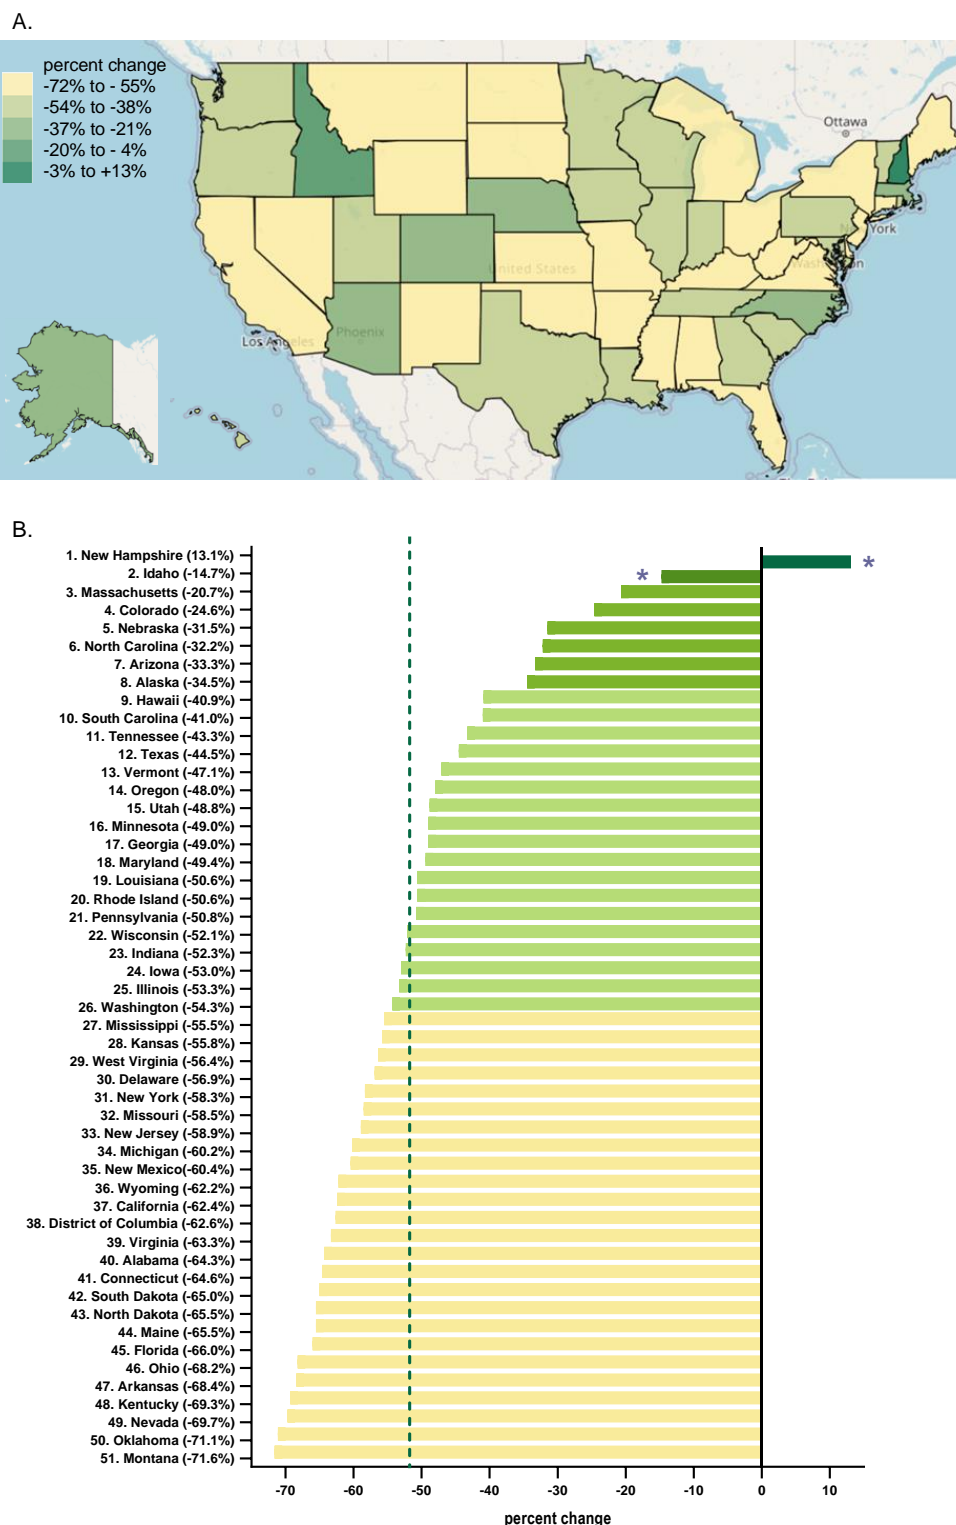 A.
percent change
-72% to - 55%
-54% to -38%
-37% to -21%
-20% to - 4%
-3% to +13%
Ottawa
York
United States
Phoenix
Los Angeles
B.
1. New Hampshire (13.1%)
*
2. Idaho (-14.7%)
*
3. Massachusetts (-20.7%)
4. Colorado (-24.6%)
5. Nebraska (-31.5%)
6. North Carolina (-32.2%)
7. Arizona (-33.3%)
8. Alaska (-34.5%)
9. Hawaii (-40.9%)
10. South Carolina (-41.0%)
11. Tennessee (-43.3%)
12. Texas (-44.5%)
13. Vermont (-47.1%)
14. Oregon (-48.0%)
15. Utah (-48.8%)
16. Minnesota (-49.0%)
17. Georgia (-49.0%)
18. Maryland (-49.4%)
19. Louisiana (-50.6%)
20. Rhode Island (-50.6%)
21. Pennsylvania (-50.8%)
22. Wisconsin (-52.1%)
23. Indiana (-52.3%)
24. Iowa (-53.0%)
25. Illinois (-53.3%)
26. Washington (-54.3%)
27. Mississippi (-55.5%)
28. Kansas (-55.8%)
29. West Virginia (-56.4%)
30. Delaware (-56.9%)
31. New York (-58.3%)
32. Missouri (-58.5%)
33. New Jersey (-58.9%)
34. Michigan (-60.2%)
35. New Mexico(-60.4%)
36. Wyoming (-62.2%)
37. California (-62.4%)
38. District of Columbia (-62.6%)
39. Virginia (-63.3%)
40. Alabama (-64.3%)
41. Connecticut (-64.6%)
42. South Dakota (-65.0%)
43. North Dakota (-65.5%)
44. Maine (-65.5%)
45. Florida (-66.0%)
46. Ohio (-68.2%)
47. Arkansas (-68.4%)
48. Kentucky (-69.3%)
49. Nevada (-69.7%)
50. Oklahoma (-71.1%)
51. Montana (-71.6%)
-70 -60 -50 -40 -30 -20 -10 0 10
percent change